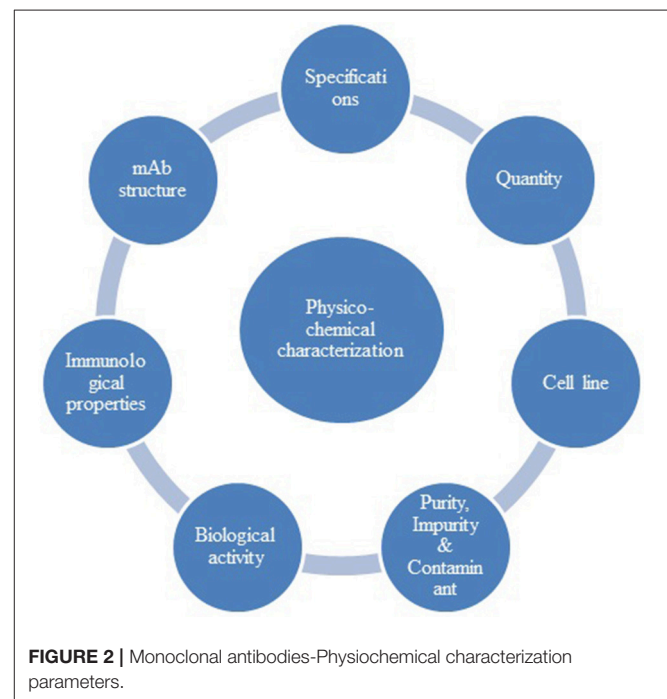 Specificati
ons
Quantity
Cell line
Purity,
Impurity
&
Contamin
ant
Biological
activity
Immunolo
gical
properties
mAb
structure
Physico-
chemical
characterization
FIGURE 2 | Monoclonal antibodies-Physiochemical characterization
parameters.